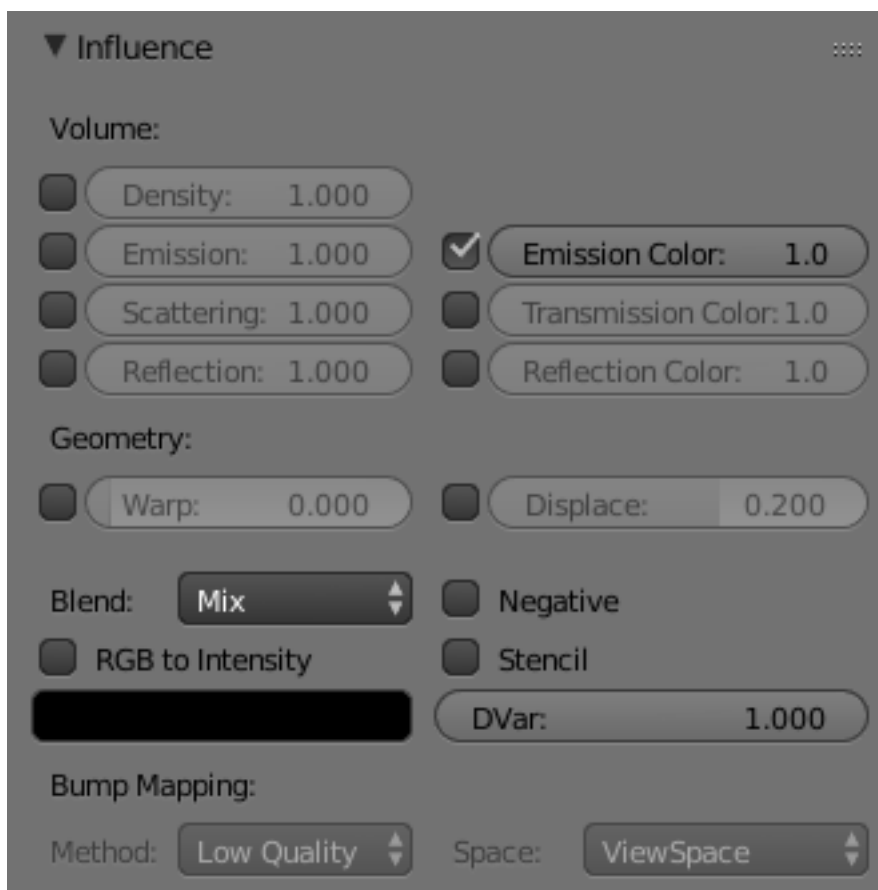 Influence
Volume:
Density: 1.000
Emission: 1.000 Emission Color: 1.0
Scattering: 1.000 Transmission Color: 1.0
Reflection: 1.000 Reflection Color: 1.0
Geometry:
Warp: 0.000 Displace: 0.200
Blend: Mix Negative
RGB to Intensity Stencil
DVar: 1.000
Bump Mapping:
Method: Low Quality Space: ViewSpace